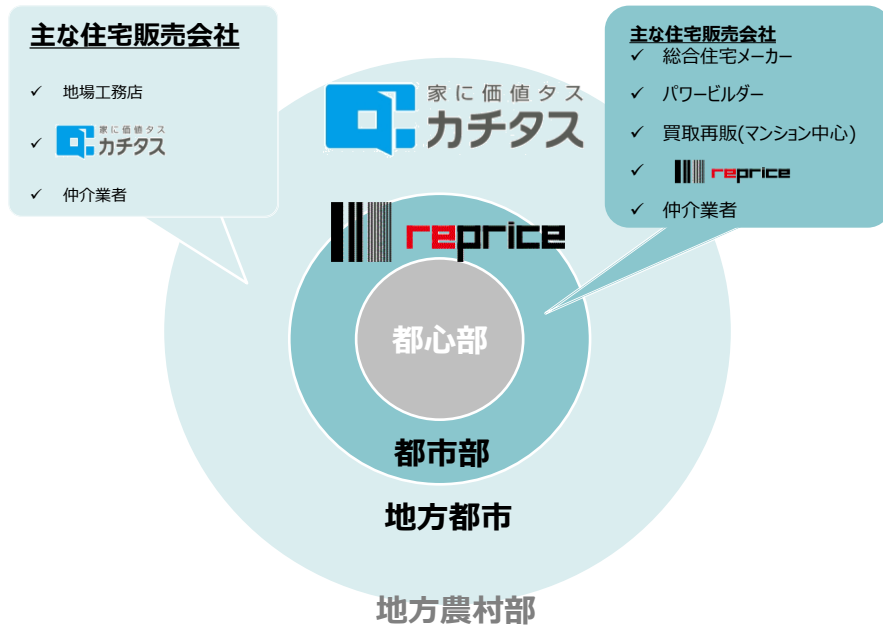 主な住宅販売会社
✓ 地場工務店
✓ 家に価値タス
カチタス
✓ 仲介業者
家に価値タス
カチタス
reprice
主な住宅販売会社
✓ 総合住宅メーカー
✓ パワービルダー
✓ 買取再販(マンション中心)
✓ reprice
✓ 仲介業者
都心部
都市部
地方都市
地方農村部